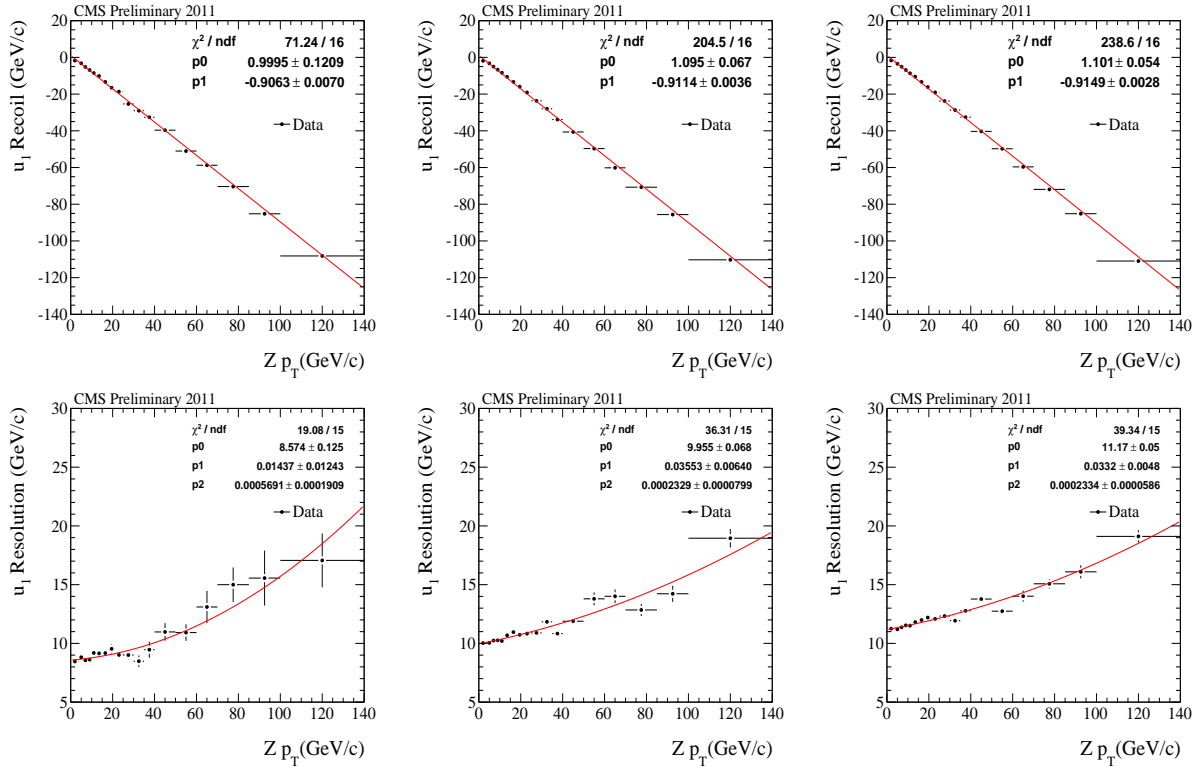 CMS Preliminary 2011
χ² / ndf 71.24 / 16
p0 0.9995 ± 0.1209
p1 -0.9063 ± 0.0070
Data
u₁ Recoil (GeV/c)
0
-20
-40
-60
-80
-100
-120
-140
0 20 40 60 80 100 120 140
Z p_T(GeV/c)
CMS Preliminary 2011
χ² / ndf 204.5 / 16
p0 1.095 ± 0.067
p1 -0.9114 ± 0.0036
Data
u₁ Recoil (GeV/c)
0
-20
-40
-60
-80
-100
-120
-140
0 20 40 60 80 100 120 140
Z p_T(GeV/c)
CMS Preliminary 2011
χ² / ndf 238.6 / 16
p0 1.101 ± 0.054
p1 -0.9149 ± 0.0028
Data
u₁ Recoil (GeV/c)
0
-20
-40
-60
-80
-100
-120
-140
0 20 40 60 80 100 120 140
Z p_T(GeV/c)
CMS Preliminary 2011
χ² / ndf 19.08 / 15
p0 8.574 ± 0.125
p1 0.01437 ± 0.01243
p2 0.0005691 ± 0.0001909
Data
u₁ Resolution (GeV/c)
30
25
20
15
10
5
0 20 40 60 80 100 120 140
Z p_T(GeV/c)
CMS Preliminary 2011
χ² / ndf 36.31 / 15
p0 9.955 ± 0.068
p1 0.03553 ± 0.00640
p2 0.0002329 ± 0.0000799
Data
u₁ Resolution (GeV/c)
30
25
20
15
10
5
0 20 40 60 80 100 120 140
Z p_T(GeV/c)
CMS Preliminary 2011
χ² / ndf 39.34 / 15
p0 11.17 ± 0.05
p1 0.0332 ± 0.0048
p2 0.0002334 ± 0.0000586
Data
u₁ Resolution (GeV/c)
30
25
20
15
10
5
0 20 40 60 80 100 120 140
Z p_T(GeV/c)